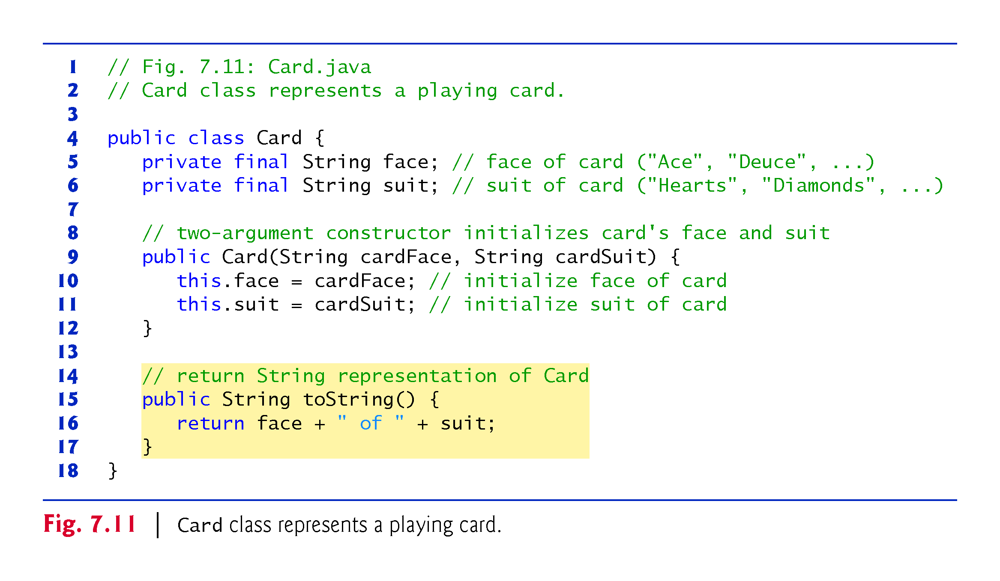 1 // Fig. 7.11: Card.java
2 // Card class represents a playing card.
3
4 public class Card {
5    private final String face; // face of card ("Ace", "Deuce", ...)
6    private final String suit; // suit of card ("Hearts", "Diamonds", ...)
7
8    // two-argument constructor initializes card's face and suit
9    public Card(String cardFace, String cardSuit) {
10       this.face = cardFace; // initialize face of card
11       this.suit = cardSuit; // initialize suit of card
12    }
13
14    // return String representation of Card
15    public String toString() {
16       return face + " of " + suit;
17    }
18 }
Fig. 7.11 | Card class represents a playing card.